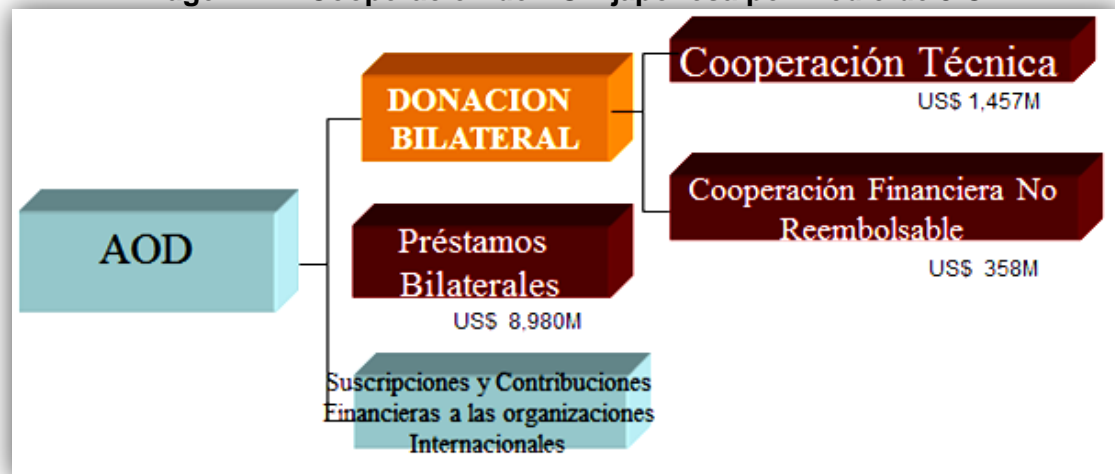 Cooperación Técnica
US$ 1,457M
DONACION
BILATERAL
Cooperación Financiera No
Reembolsable
US$ 358M
AOD
Préstamos
Bilaterales
US$ 8,980M
Suscripciones y Contribuciones
Financieras a las organizaciones
Internacionales